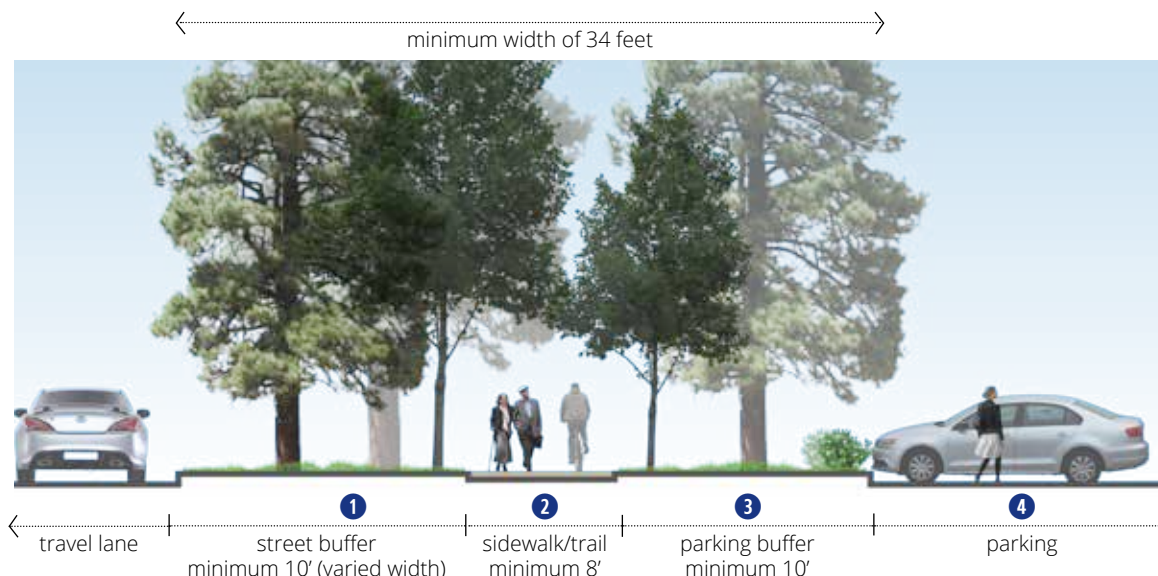 minimum width of 34 feet
1
2
3
4
travel lane
street buffer
minimum 10' (varied width)
sidewalk/trail
minimum 8'
parking buffer
minimum 10'
parking